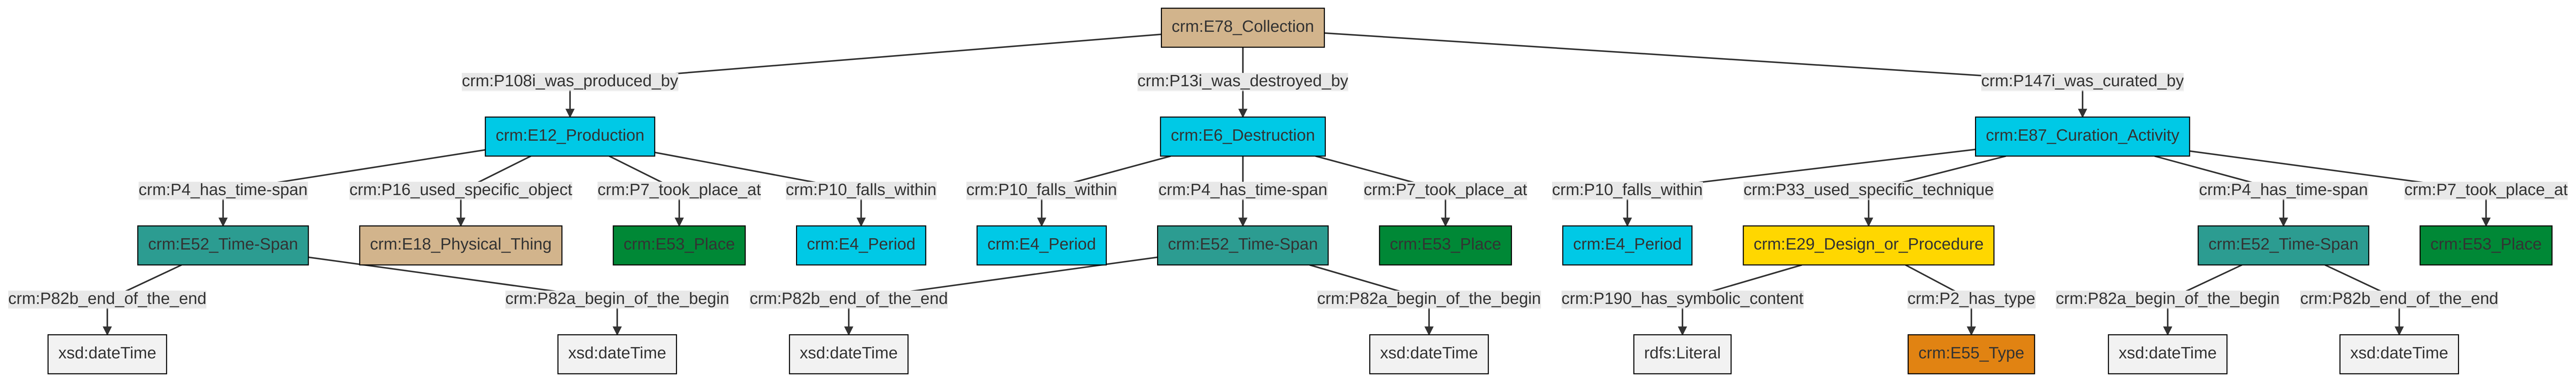 crm:E78_Collection
crm:P108i_was_produced_by
crm:P13i_was_destroyed_by
crm:P147i_was_curated_by
crm:E12_Production
crm:E6_Destruction
crm:E87_Curation_Activity
crm:P4_has_time-span
crm:P16_used_specific_object
crm:P7_took_place_at
crm:P10_falls_within
crm:P10_falls_within
crm:P4_has_time-span
crm:P7_took_place_at
crm:P10_falls_within
crm:P33_used_specific_technique
crm:P4_has_time-span
crm:P7_took_place_at
crm:E52_Time-Span
crm:E18_Physical_Thing
crm:E53_Place
crm:E4_Period
crm:E4_Period
crm:E52_Time-Span
crm:E53_Place
crm:E4_Period
crm:E29_Design_or_Procedure
crm:E52_Time-Span
crm:E53_Place
crm:P82b_end_of_the_end
crm:P82a_begin_of_the_begin
crm:P82b_end_of_the_end
crm:P82a_begin_of_the_begin
crm:P190_has_symbolic_content
crm:P2_has_type
crm:P82a_begin_of_the_begin
crm:P82b_end_of_the_end
xsd:dateTime
xsd:dateTime
xsd:dateTime
xsd:dateTime
rdfs:Literal
crm:E55_Type
xsd:dateTime
xsd:dateTime